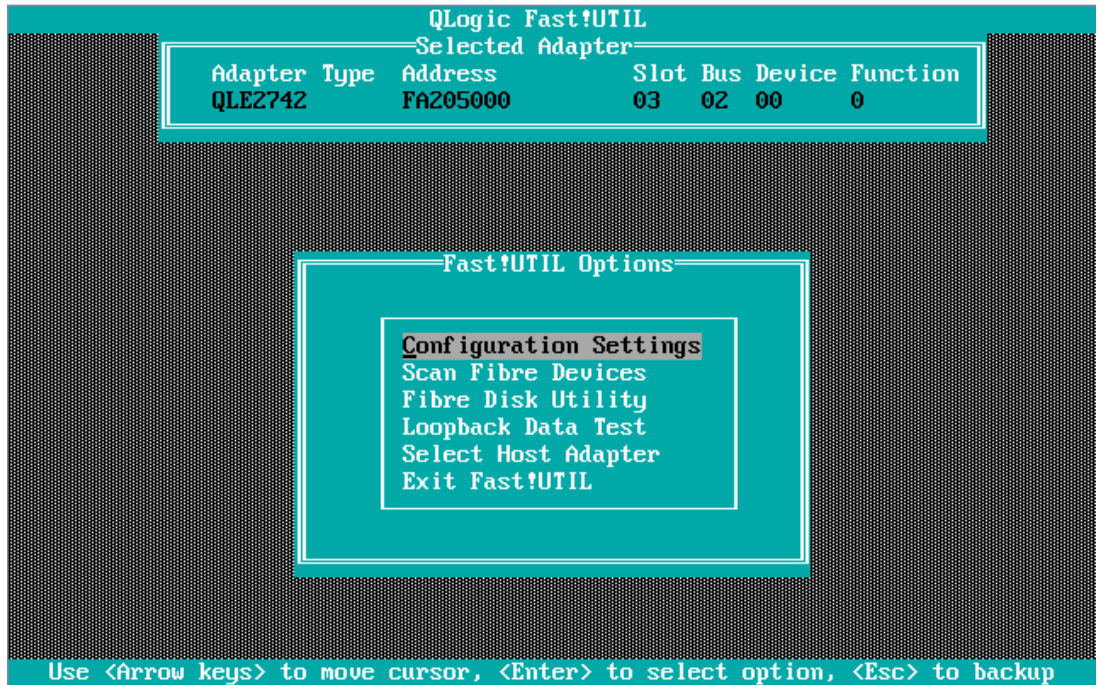 QLogic Fast!UTIL
Selected Adapter
Adapter Type Address Slot Bus Device Function
QLE2742 FA205000 03 02 00 0
Fast!UTIL Options
Configuration Settings
Scan Fibre Devices
Fibre Disk Utility
Loopback Data Test
Select Host Adapter
Exit Fast!UTIL
Use <Arrow keys> to move cursor, <Enter> to select option, <Esc> to backup